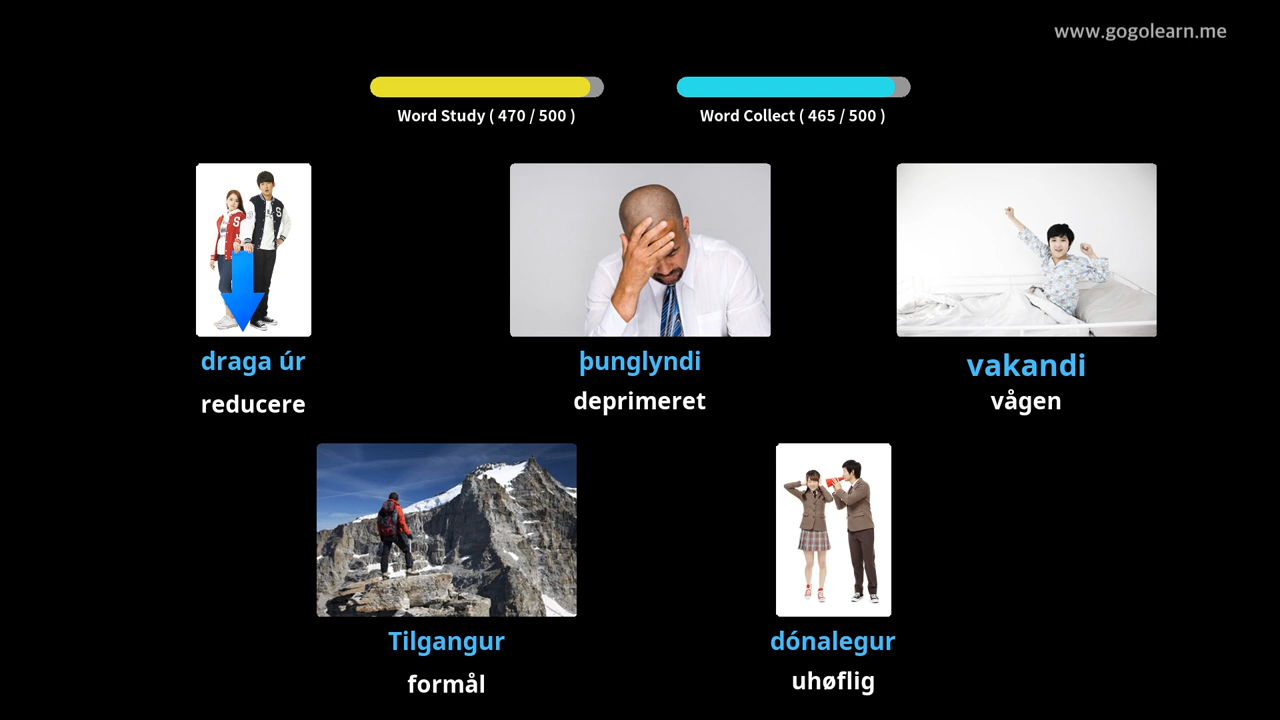 www.gogolearn.me
Word Study ( 470 / 500 )
Word Collect ( 465 / 500 )
draga úr
þunglyndi
vakandi
reducere
deprimeret
vågen
Tilgangur
dónalegur
formål
uhøflig